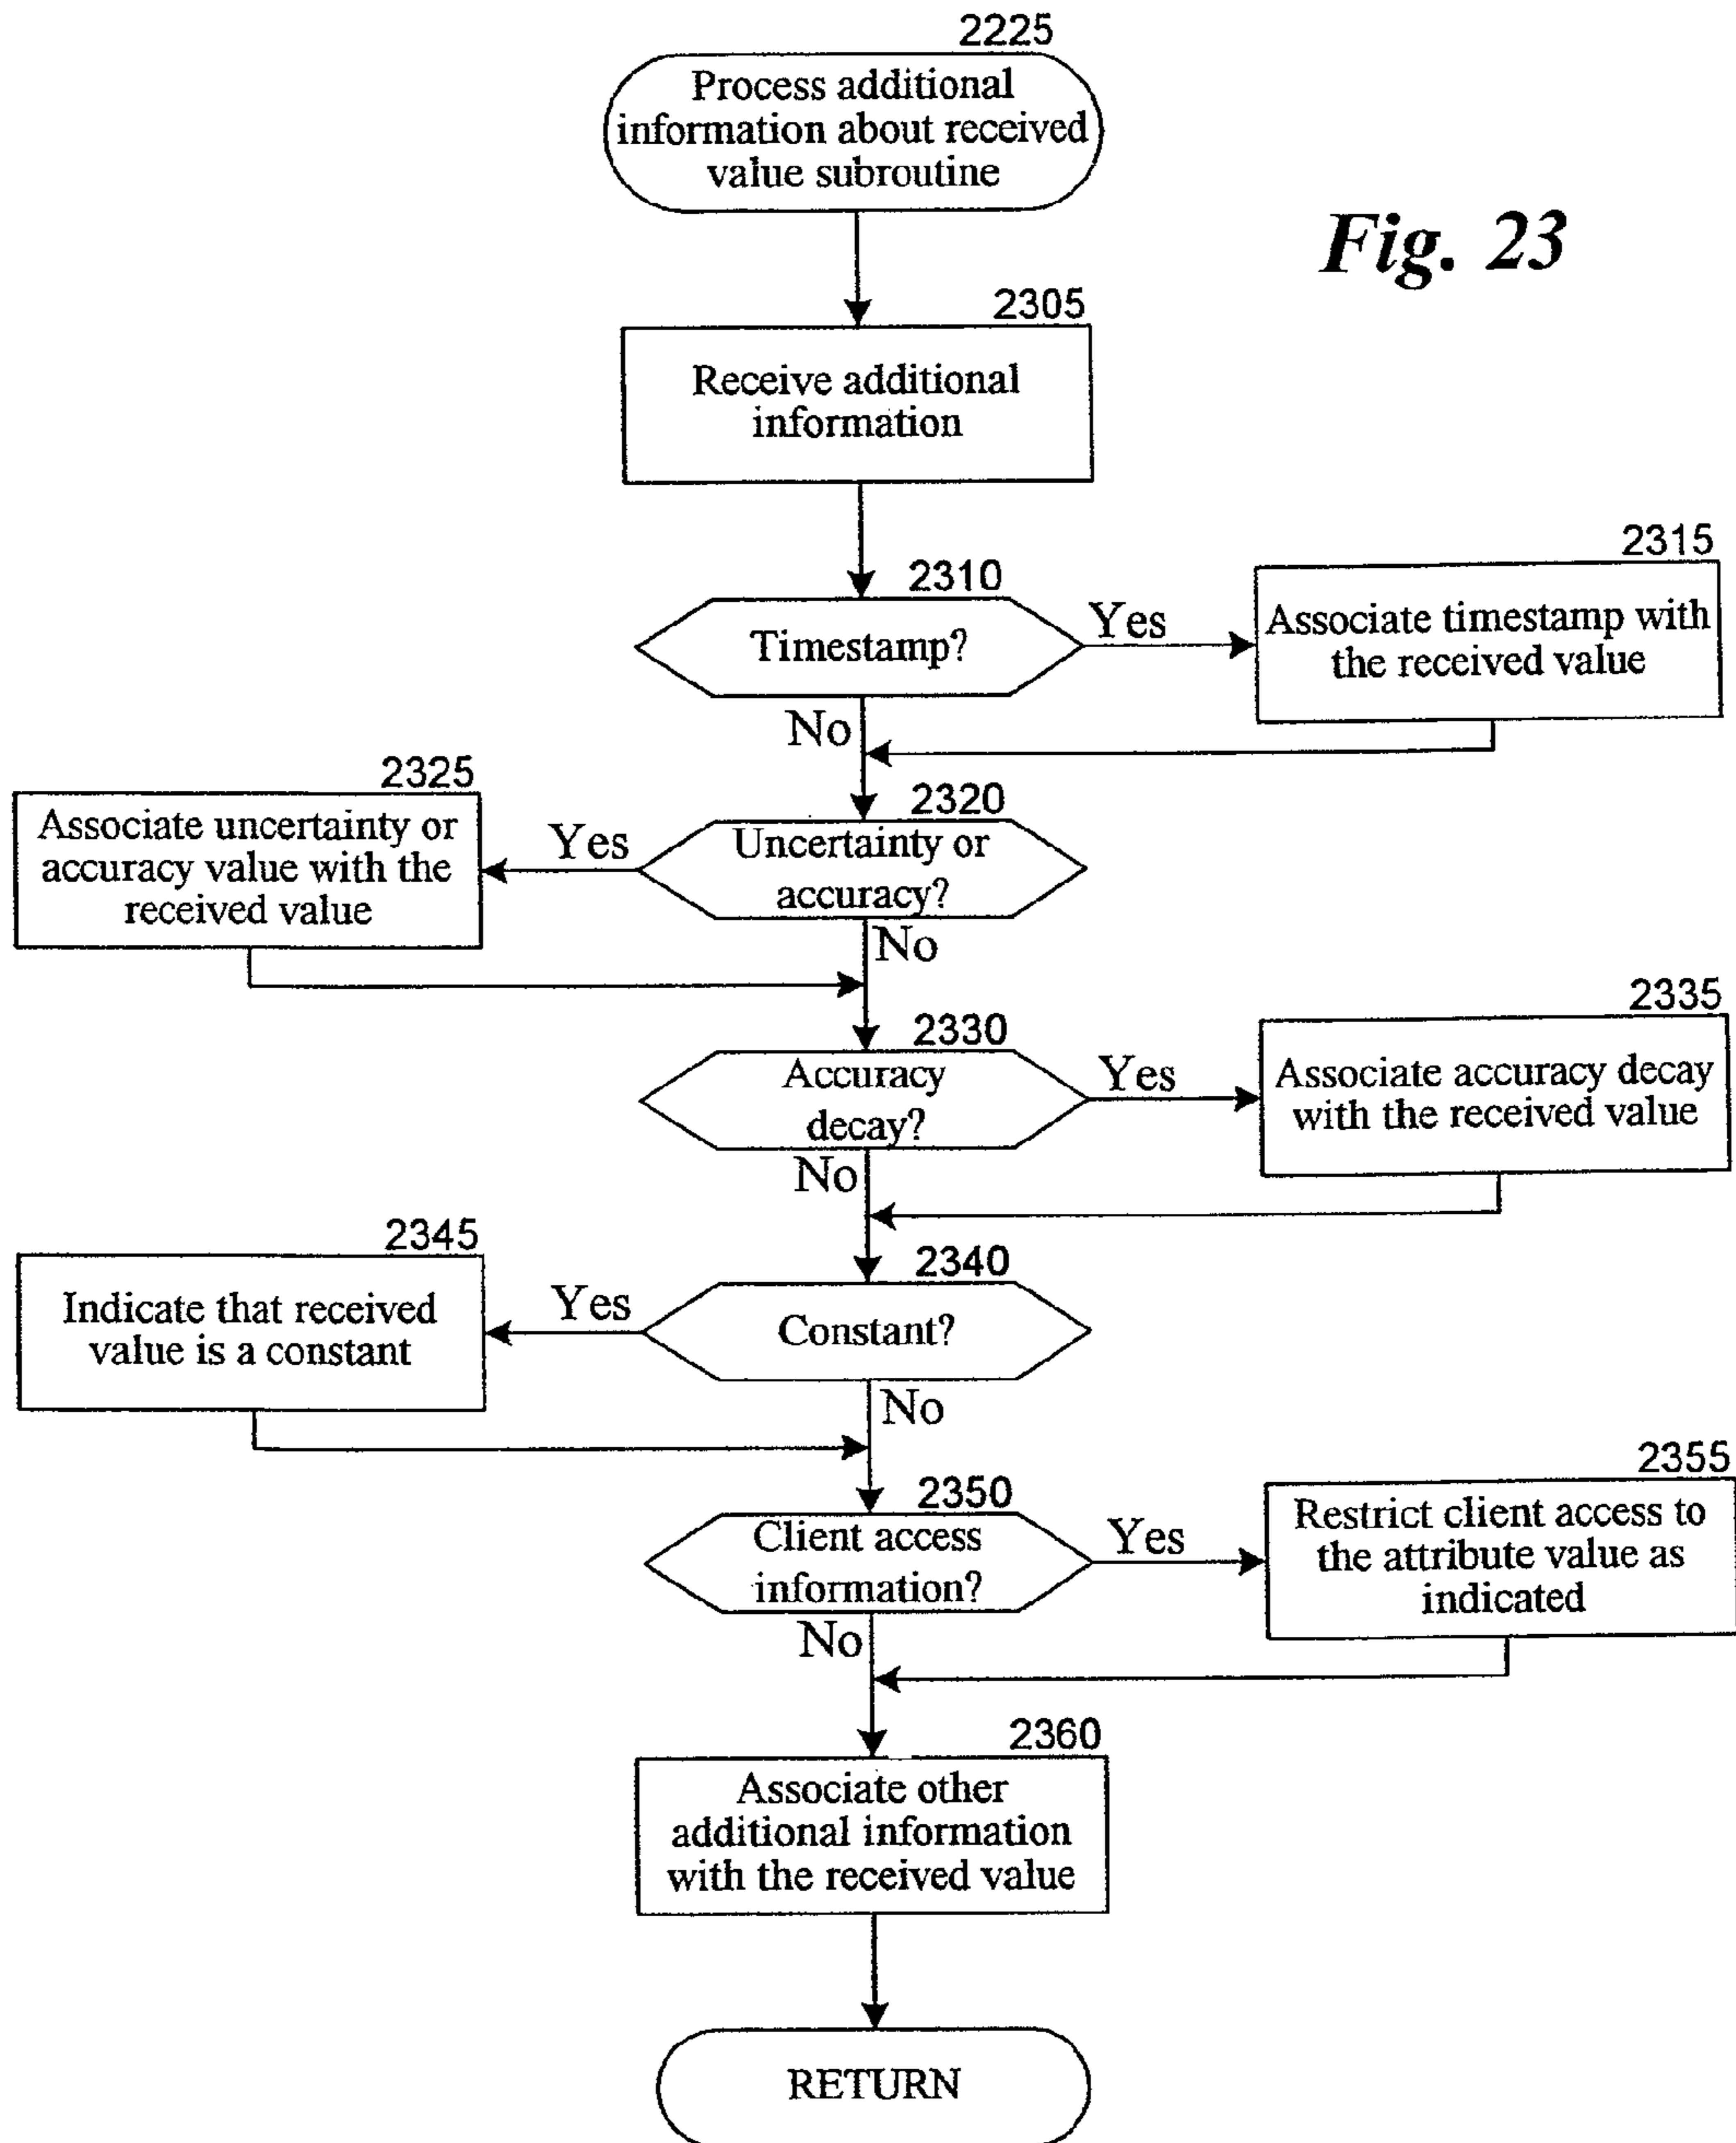 2225
Process additional
information about received
value subroutine
Fig. 23
2305
Receive additional
information
2310
Timestamp?
Yes
2315
Associate timestamp with
the received value
No
2320
Uncertainty or
accuracy?
Yes
2325
Associate uncertainty or
accuracy value with the
received value
No
2330
Accuracy
decay?
Yes
2335
Associate accuracy decay
with the received value
No
2340
Constant?
Yes
2345
Indicate that received
value is a constant
No
2350
Client access
information?
Yes
2355
Restrict client access to
the attribute value as
indicated
No
2360
Associate other
additional information
with the received value
RETURN